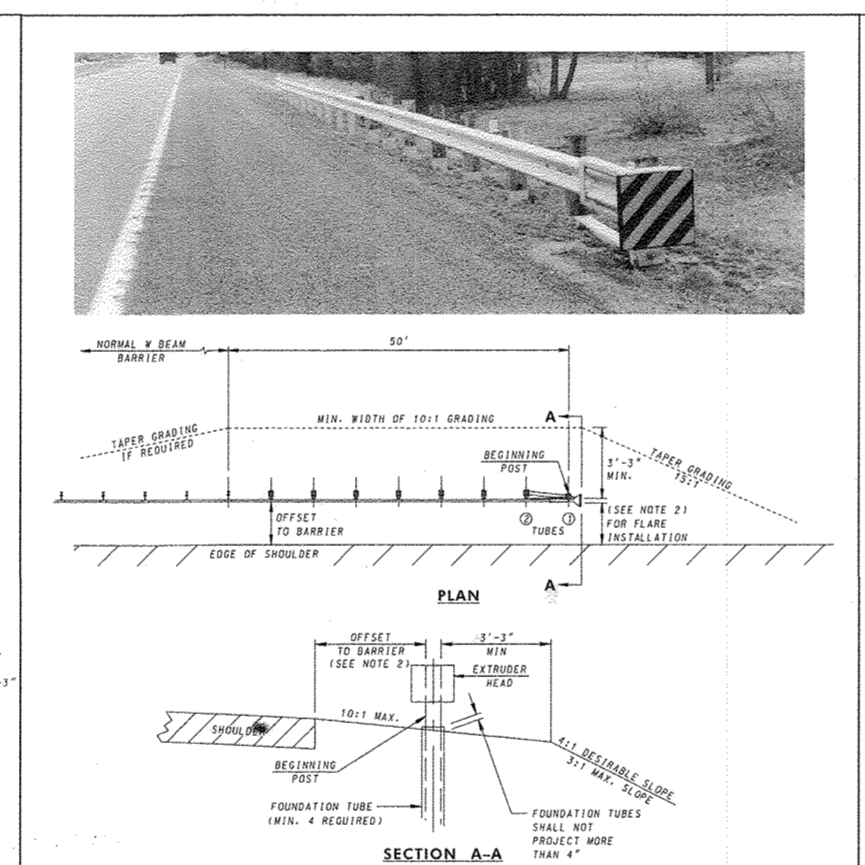 NORMAL W BEAM
BARRIER
50'
MIN. WIDTH OF 10:1 GRADING
A
TAPER GRADING
IF REQUIRED
BEGINNING
POST
3'-3"
MIN.
TAPER GRADING
15:1
OFFSET
TO BARRIER
② ①
TUBES
(SEE NOTE 2)
FOR FLARE
INSTALLATION
EDGE OF SHOULDER
A
PLAN
OFFSET
TO BARRIER
(SEE NOTE 2)
3'-3"
MIN
EXTRUDER
HEAD
-3"
10:1 MAX.
SHOULDER
4:1 DESIRABLE SLOPE
3:1 MAX. SLOPE
BEGINNING
POST
FOUNDATION TUBE
(MIN. 4 REQUIRED)
FOUNDATION TUBES
SHALL NOT
PROJECT MORE
THAN 4"
SECTION A-A